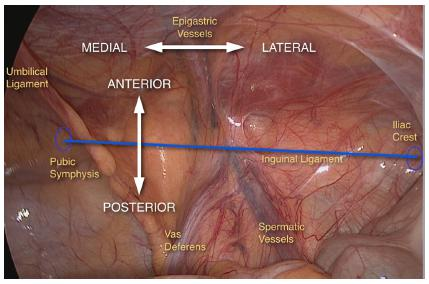 Epigastric
Vessels
MEDIAL
LATERAL
Umbilical
Ligament
ANTERIOR
Iliac
Crest
Inguinal Ligament
Pubic
Symphysis
POSTERIOR
Vas
Deferens
Spermatic
Vessels